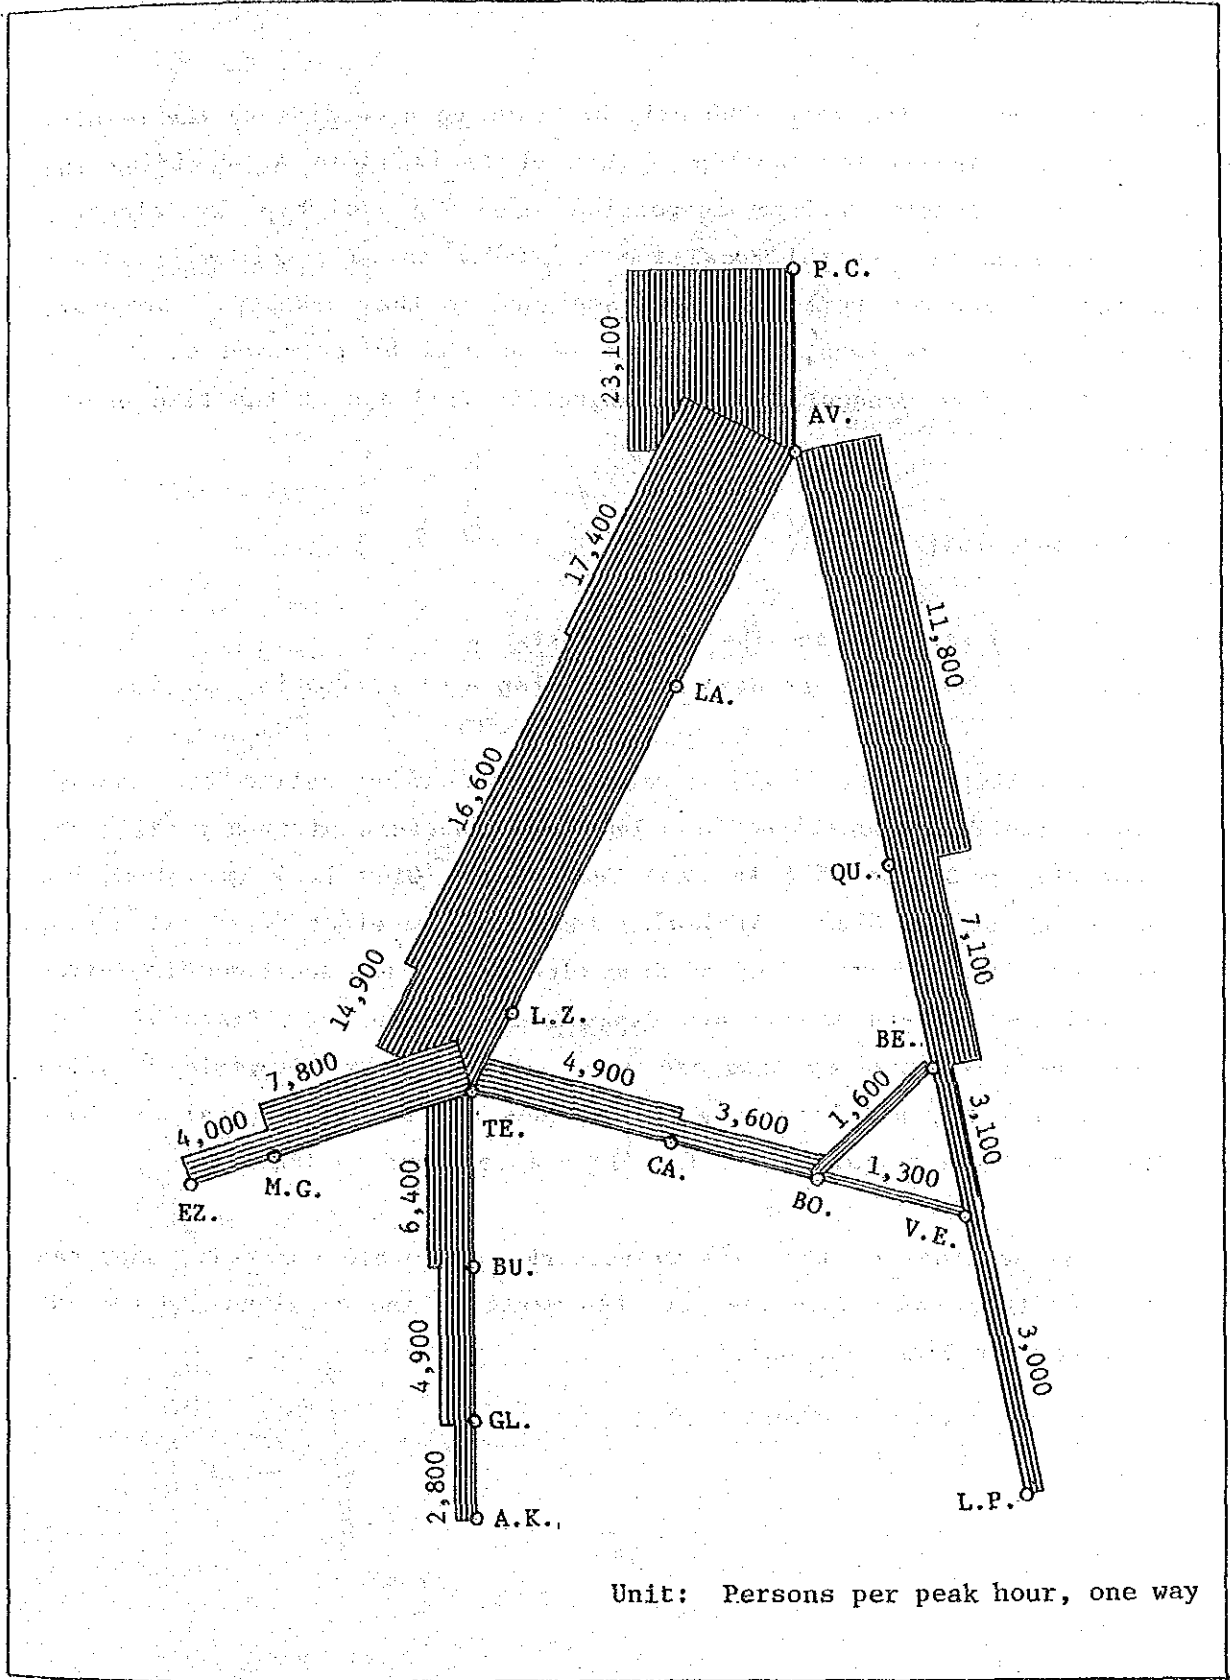 P.C.
23,100
AV.
17,400
11,800
LA.
16,600
QU.
7,100
14,900
L.Z.
BE.
7,800
4,900
1,600
4,000
3,600
3,100
TE.
CA.
M.G.
1,300
EZ.
6,400
BO.
V.E.
BU.
4,900
3,000
GL.
2,800
A.K.
L.P.
Unit: Persons per peak hour, one way